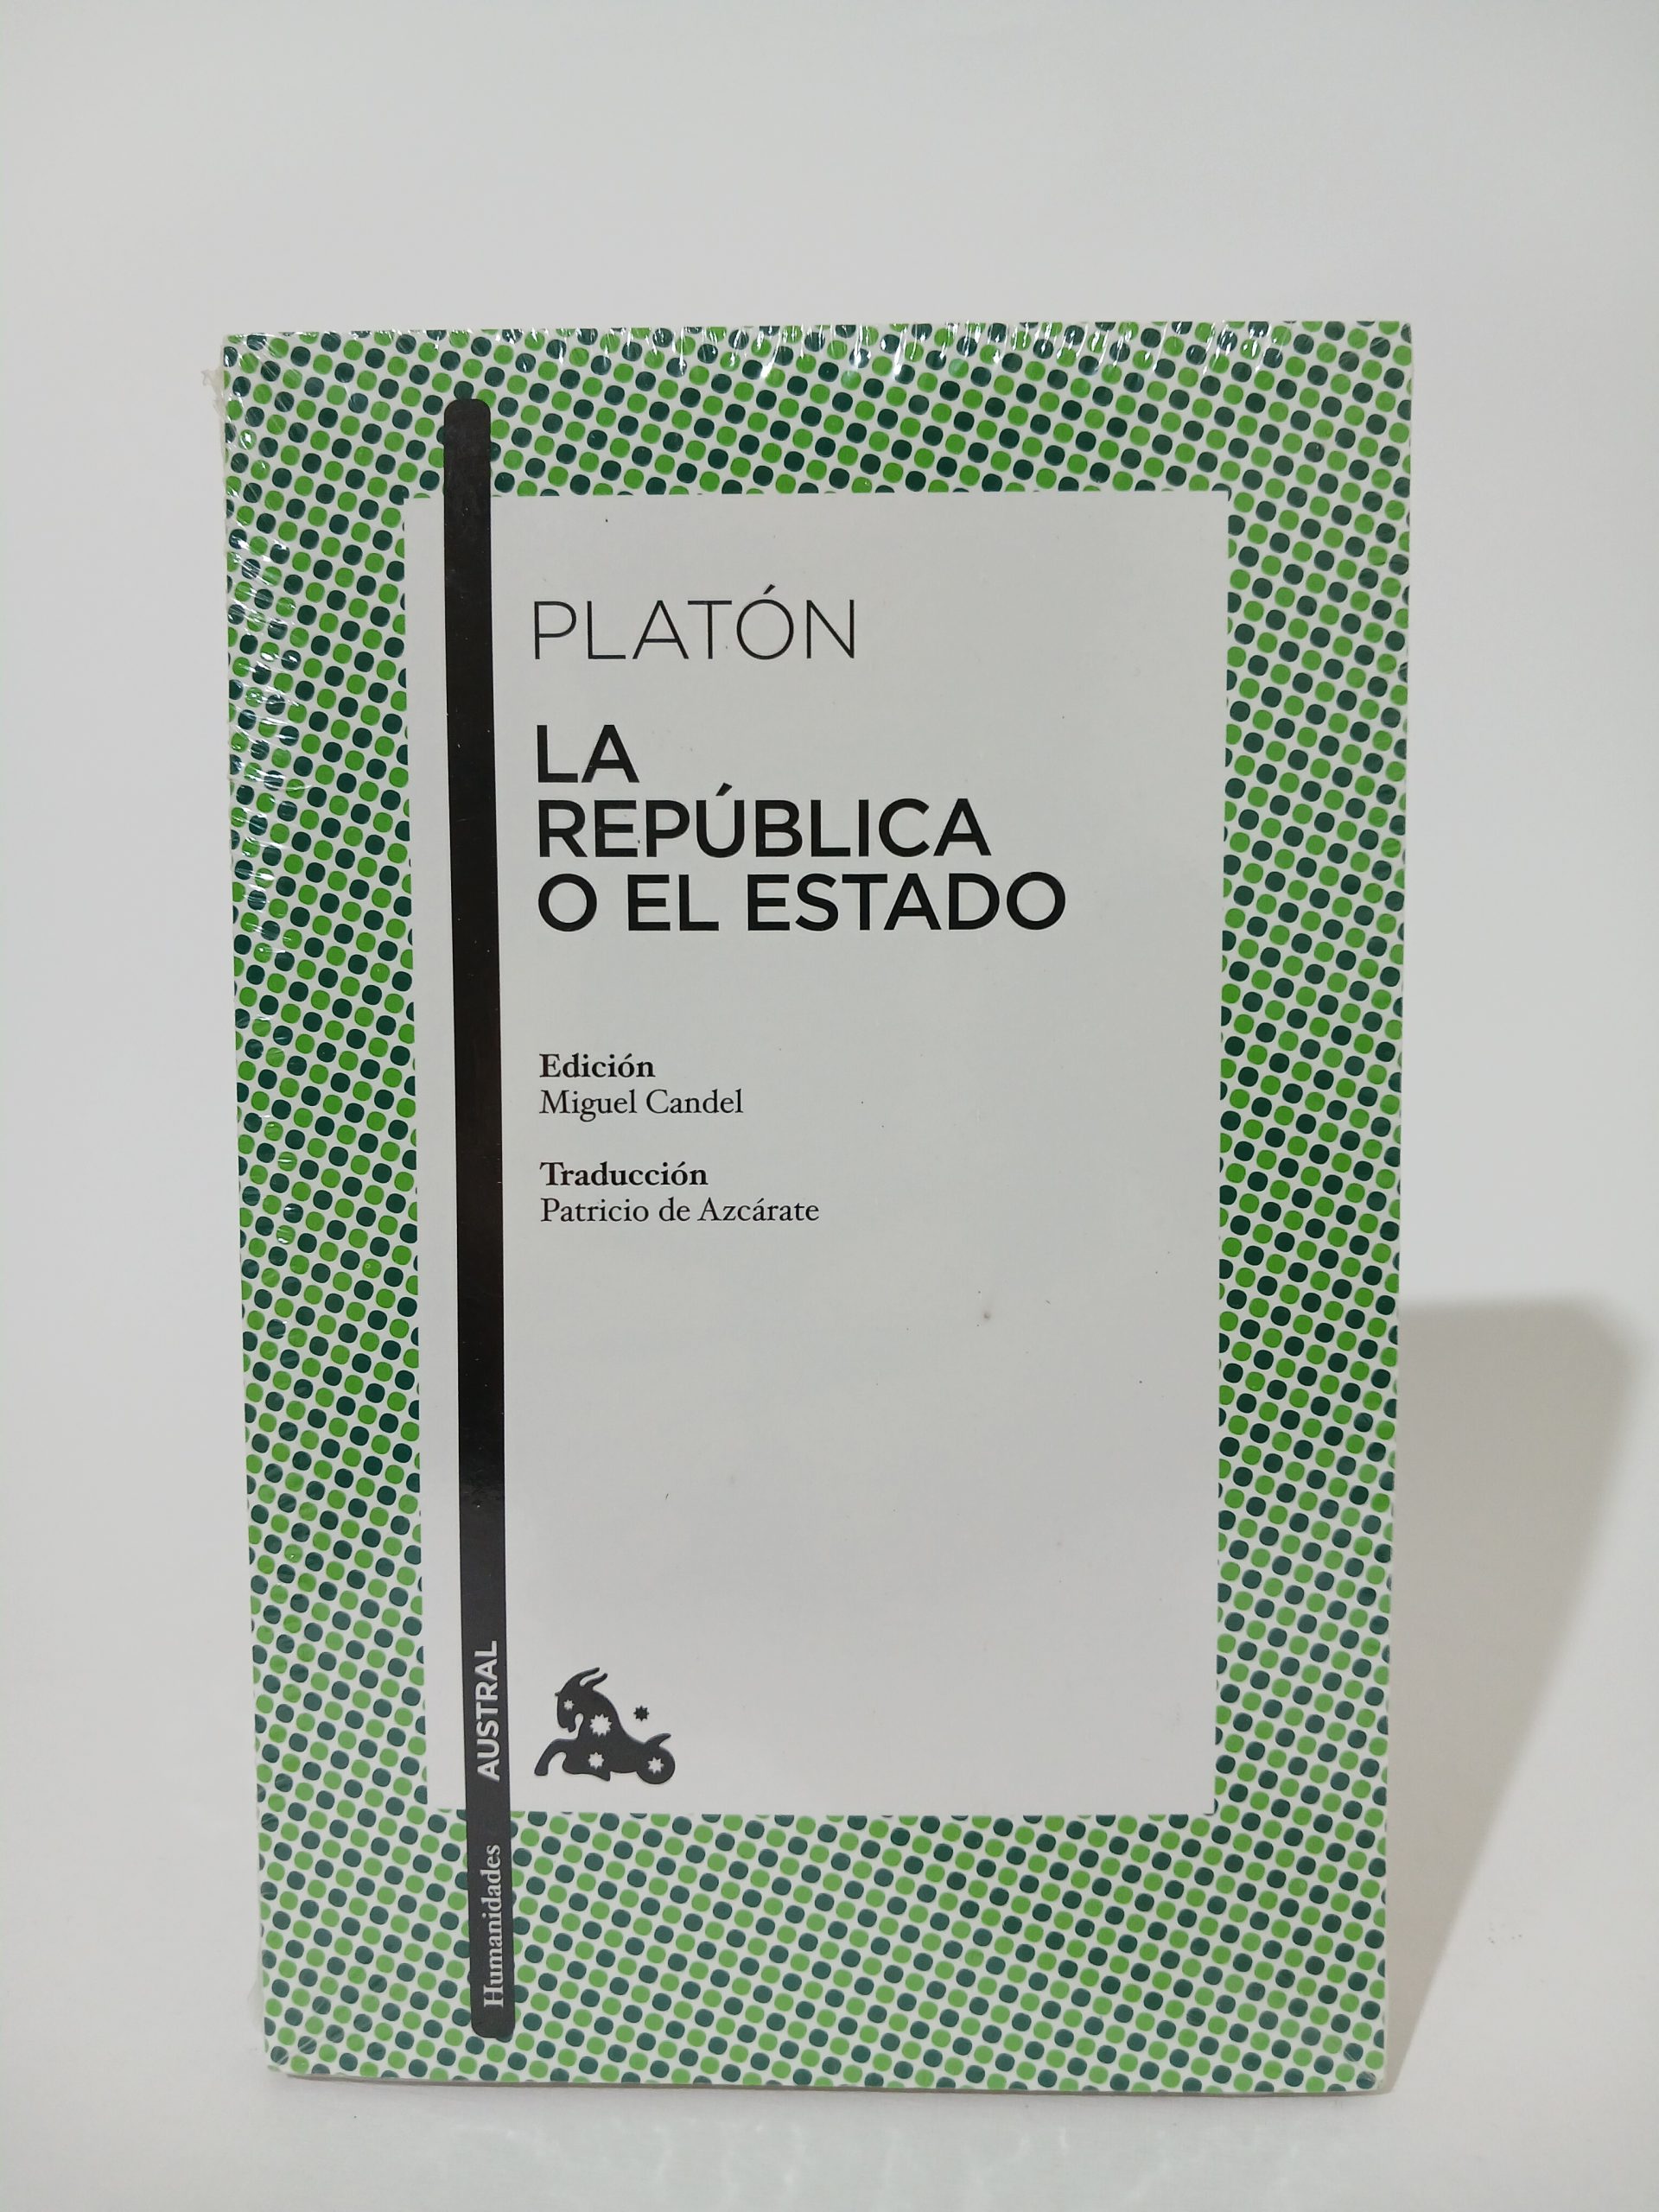 PLATÓN
LA
REPÚBLICA
O EL ESTADO
Edición
Miguel Candel
Traducción
Patricio de Azcárate
AUSTRAL
Humanidades